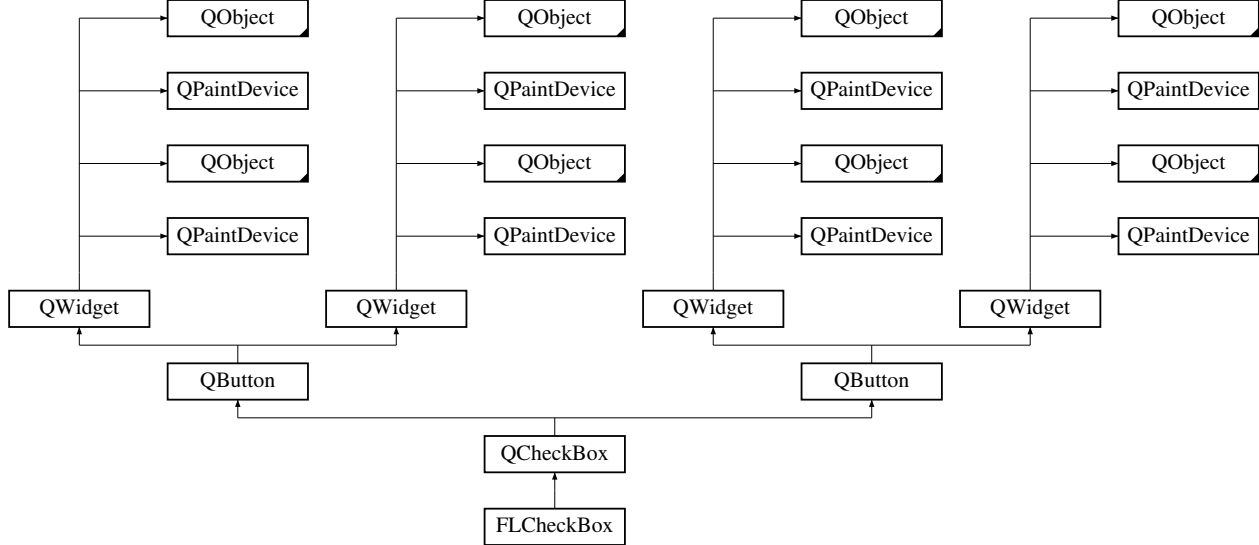 QObject QObject QObject QObject
QPaintDevice QPaintDevice QPaintDevice QPaintDevice
QObject QObject QObject QObject
QPaintDevice QPaintDevice QPaintDevice QPaintDevice
QWidget QWidget QWidget QWidget
QButton QButton
QCheckBox
FLCheckBox